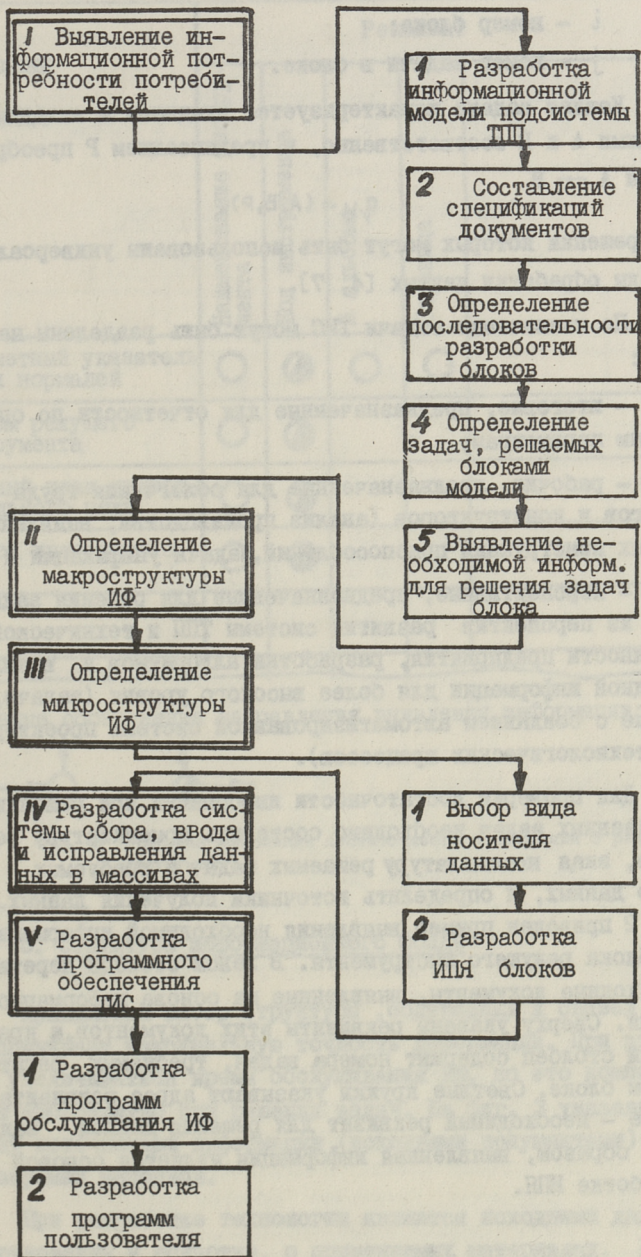 I Выявление ин-
формационной пот-
ребности потреби-
телей
1 Разработка
информационной
модели подсистемы
ТПП
2 Составление
спецификаций
документов
3 Определение
последовательности
разработки
блоков
4 Определение
задач, решаемых
блоками
модели
5 Выявление не-
обходимой информ.
для решения задач
блока
II Определение
макроструктуры
ИФ
III Определение
микроструктуры
ИФ
IV Разработка сис-
темы сбора, ввода
и исправления дан-
ных в массивах
1 Выбор вида
носителя
данных
2 Разработка
ИПЯ блоков
V Разработка
программного
обеспечения
ТИС
1 Разработка
программ
обслуживания ИФ
2 Разработка
программ
пользователя